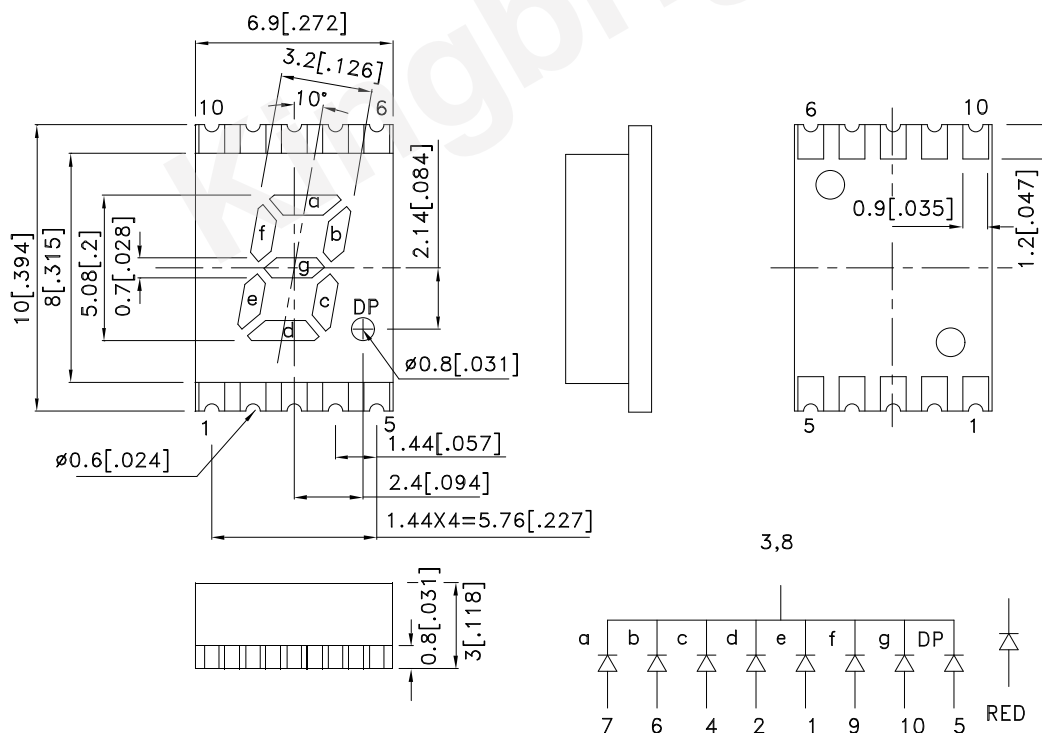 6.9[.272]
3.2[.126]
10°
10
6
6
10
a
f
b
g
e
c
d
DP
10[.394]
8[.315]
5.08[.2]
0.7[.028]
2.14[.084]
ø0.8[.031]
0.9[.035]
1.2[.047]
1
5
5
1
ø0.6[.024]
1.44[.057]
2.4[.094]
1.44X4=5.76[.227]
0.8[.031]
3[.118]
3,8
a b c d e f g DP
7 6 4 2 1 9 10 5
RED
Kingbri